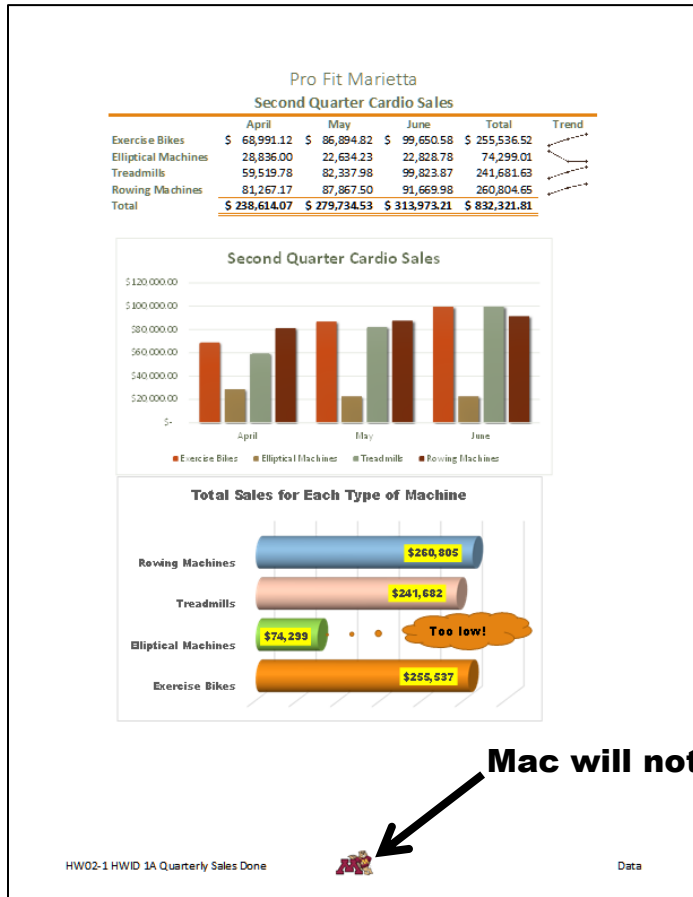 Pro Fit Marietta
Second Quarter Cardio Sales
April May June Total Trend
Exercise Bikes $ 68,991.12 $ 86,894.82 $ 99,650.58 $ 255,536.52
Elliptical Machines 28,836.00 22,634.23 22,828.78 74,299.01
Treadmills 59,519.78 82,337.98 99,823.87 241,681.63
Rowing Machines 81,267.17 87,867.50 91,669.98 260,804.65
Total $ 238,614.07 $ 279,734.53 $ 313,973.21 $ 832,321.81
Second Quarter Cardio Sales
$120,000.00
$100,000.00
$80,000.00
$60,000.00
$40,000.00
$20,000.00
$-
April May June
Exercise Bikes Elliptical Machines Treadmills Rowing Machines
Total Sales for Each Type of Machine
Rowing Machines $260,805
Treadmills $241,682
Elliptical Machines $74,299 Too low!
Exercise Bikes $255,537
Mac will not
HW02-1 HWID 1A Quarterly Sales Done M Data